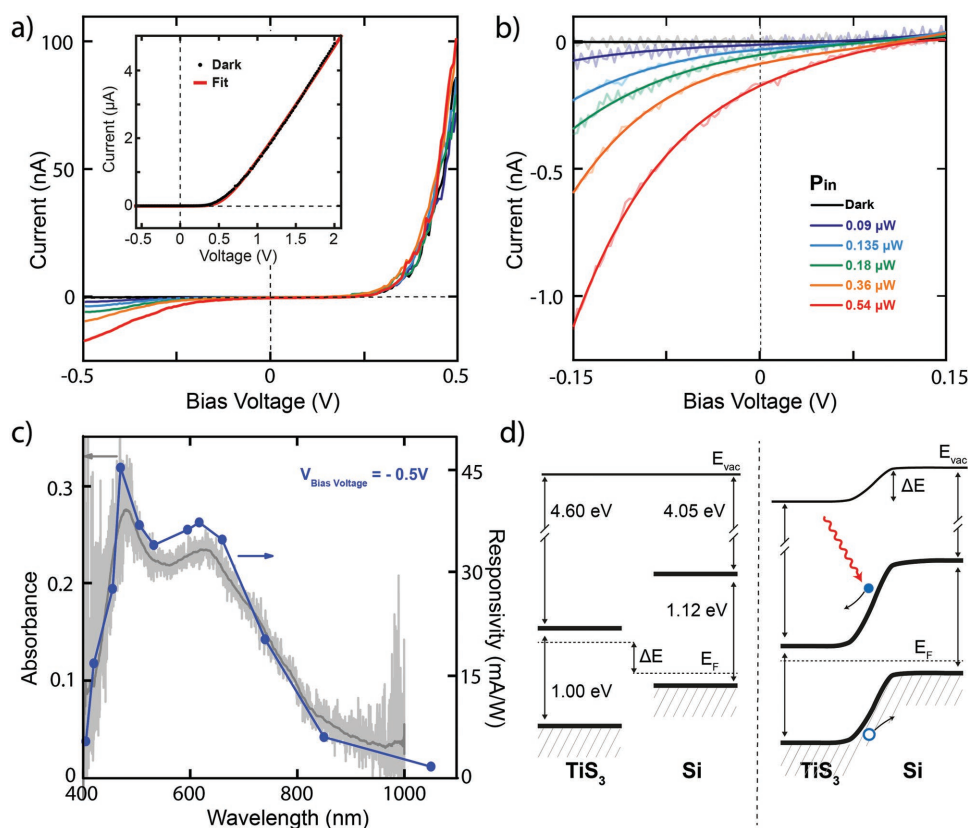 a)
Dark
Fit
Current (µA)
4
2
0
-0.5
0
0.5
1
1.5
2
Voltage (V)
Current (nA)
100
50
0
-0.5
0
0.5
Bias Voltage (V)
b)
Current (nA)
0
-0.5
-1.0
Pin
Dark
0.09 µW
0.135 µW
0.18 µW
0.36 µW
0.54 µW
-0.15
0
0.15
Bias Voltage (V)
c)
V Bias Voltage = - 0.5V
Absorbance
0.3
0.2
0.1
0
Responsivity (mA/W)
45
30
15
0
400
600
800
1000
Wavelength (nm)
d)
Evac
4.60 eV
4.05 eV
1.12 eV
ΔE
EF
1.00 eV
TiS3
Si
Evac
ΔE
EF
TiS3
Si